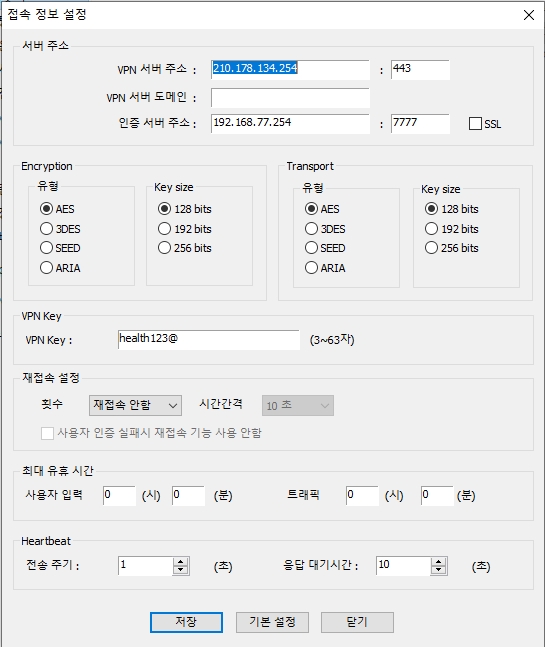 접속 정보 설정
서버 주소
VPN 서버 주소 : 210.178.134.254 : 443
VPN 서버 도메인 :
인증 서버 주소 : 192.168.77.254 : 7777 SSL
Encryption Transport
유형 Key size 유형 Key size
AES 128 bits AES 128 bits
3DES 192 bits 3DES 192 bits
SEED 256 bits SEED 256 bits
ARIA ARIA
VPN Key
VPN Key : health123@ (3~63자)
재접속 설정
횟수 재접속 안함 시간간격 10 초
사용자 인증 실패시 재접속 기능 사용 안함
최대 유휴 시간
사용자 입력 0 (시) 0 (분) 트래픽 0 (시) 0 (분)
Heartbeat
전송 주기 : 1 (초) 응답 대기시간 : 10 (초)
저장 기본 설정 닫기